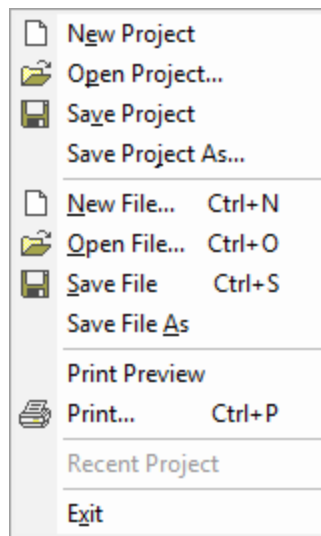 New Project
Open Project...
Save Project
Save Project As...
New File... Ctrl+N
Open File... Ctrl+O
Save File Ctrl+S
Save File As
Print Preview
Print... Ctrl+P
Recent Project
Exit